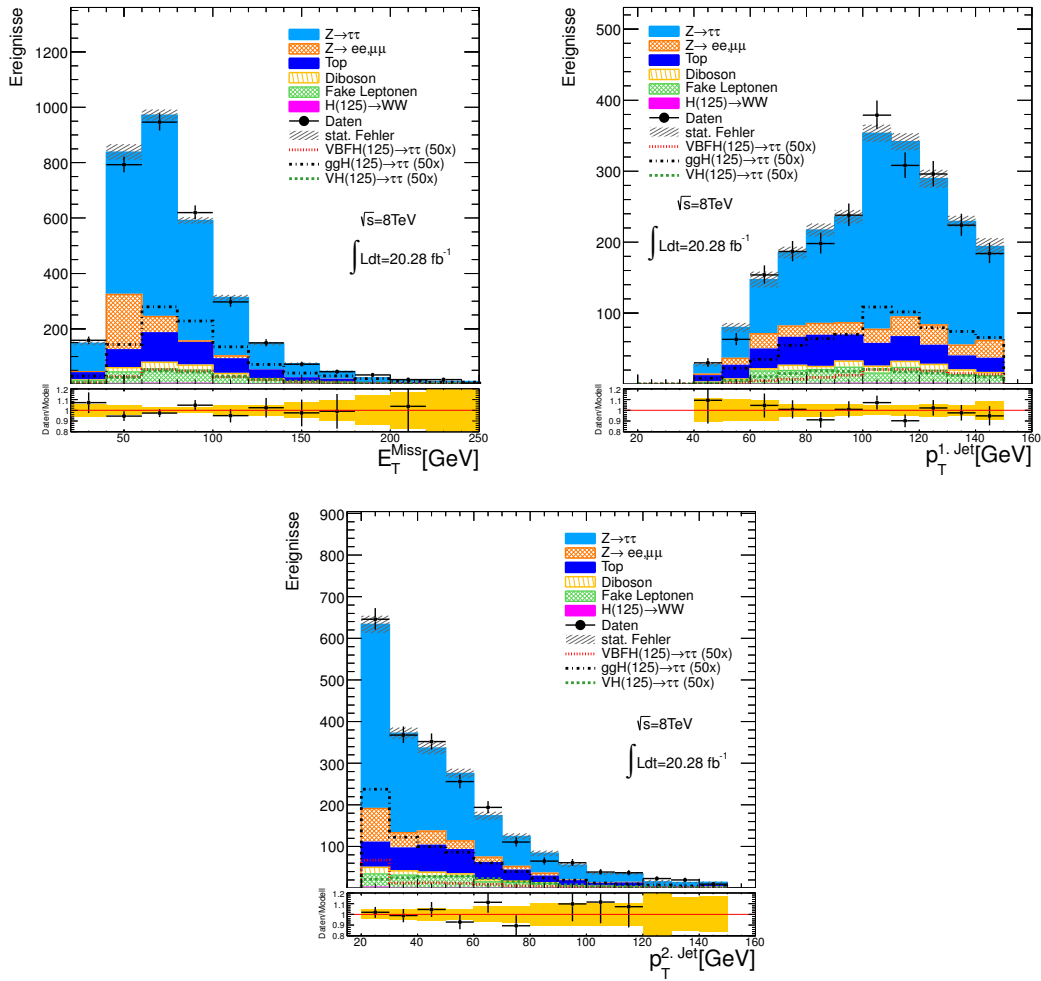 Ereignisse
1200
1000
800
600
400
200
Z→ττ
Z→ ee,μμ
Top
Diboson
Fake Leptonen
H(125)→WW
Daten
stat. Fehler
VBFH(125)→ττ (50x)
ggH(125)→ττ (50x)
VH(125)→ττ (50x)
√s=8TeV
∫ Ldt=20.28 fb⁻¹
Daten/Modell
1.2
1.1
1
0.9
0.8
50 100 150 200 250
E_T^Miss[GeV]
Ereignisse
500
400
300
200
100
Z→ττ
Z→ ee,μμ
Top
Diboson
Fake Leptonen
H(125)→WW
Daten
stat. Fehler
VBFH(125)→ττ (50x)
ggH(125)→ττ (50x)
VH(125)→ττ (50x)
√s=8TeV
∫ Ldt=20.28 fb⁻¹
Daten/Modell
1.2
1.1
1
0.9
0.8
20 40 60 80 100 120 140 160
p_T^1. Jet[GeV]
Ereignisse
900
800
700
600
500
400
300
200
100
Z→ττ
Z→ ee,μμ
Top
Diboson
Fake Leptonen
H(125)→WW
Daten
stat. Fehler
VBFH(125)→ττ (50x)
ggH(125)→ττ (50x)
VH(125)→ττ (50x)
√s=8TeV
∫ Ldt=20.28 fb⁻¹
Daten/Modell
1.2
1.1
1
0.9
0.8
20 40 60 80 100 120 140 160
p_T^2. Jet[GeV]